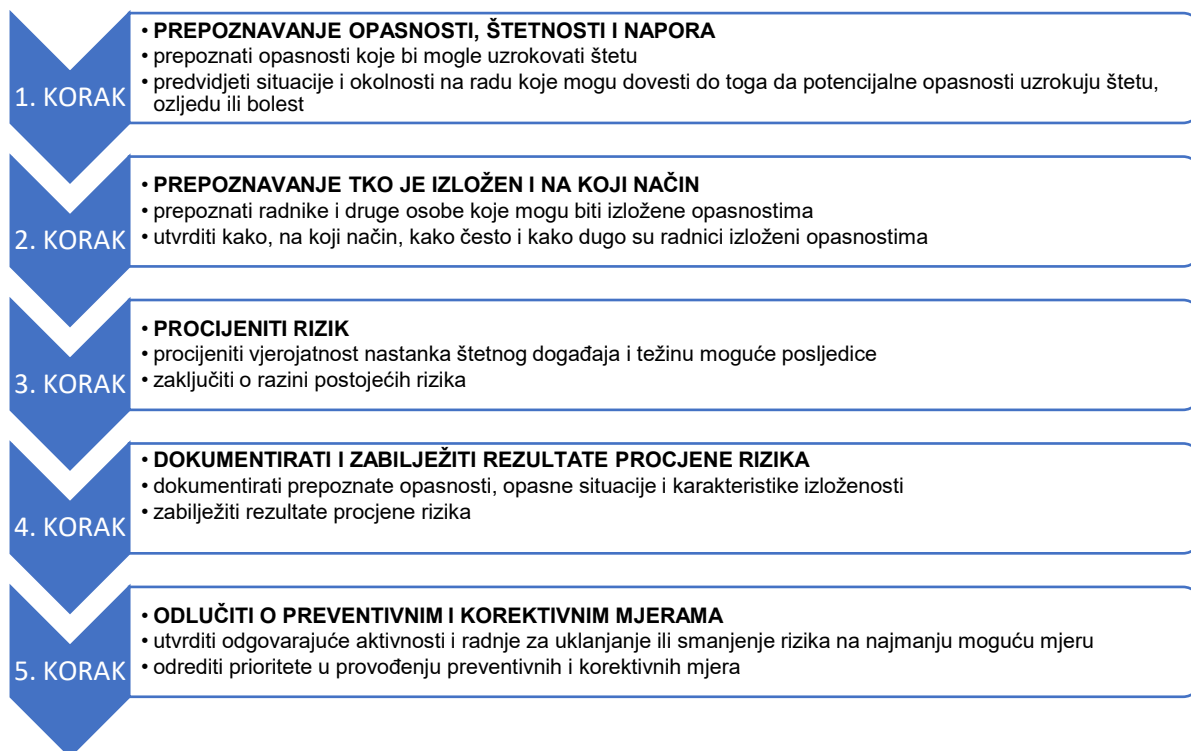 1. KORAK
• PREPOZNAVANJE OPASNOSTI, ŠTETNOSTI I NAPORA
• prepoznati opasnosti koje bi mogle uzrokovati štetu
• predvidjeti situacije i okolnosti na radu koje mogu dovesti do toga da potencijalne opasnosti uzrokuju štetu,
ozljedu ili bolest
2. KORAK
• PREPOZNAVANJE TKO JE IZLOŽEN I NA KOJI NAČIN
• prepoznati radnike i druge osobe koje mogu biti izložene opasnostima
• utvrditi kako, na koji način, kako često i kako dugo su radnici izloženi opasnostima
3. KORAK
• PROCIJENITI RIZIK
• procijeniti vjerojatnost nastanka štetnog događaja i težinu moguće posljedice
• zaključiti o razini postojećih rizika
4. KORAK
• DOKUMENTIRATI I ZABILJEŽITI REZULTATE PROCJENE RIZIKA
• dokumentirati prepoznate opasnosti, opasne situacije i karakteristike izloženosti
• zabilježiti rezultate procjene rizika
5. KORAK
• ODLUČITI O PREVENTIVNIM I KOREKTIVNIM MJERAMA
• utvrditi odgovarajuće aktivnosti i radnje za uklanjanje ili smanjenje rizika na najmanju moguću mjeru
• odrediti prioritete u provođenju preventivnih i korektivnih mjera